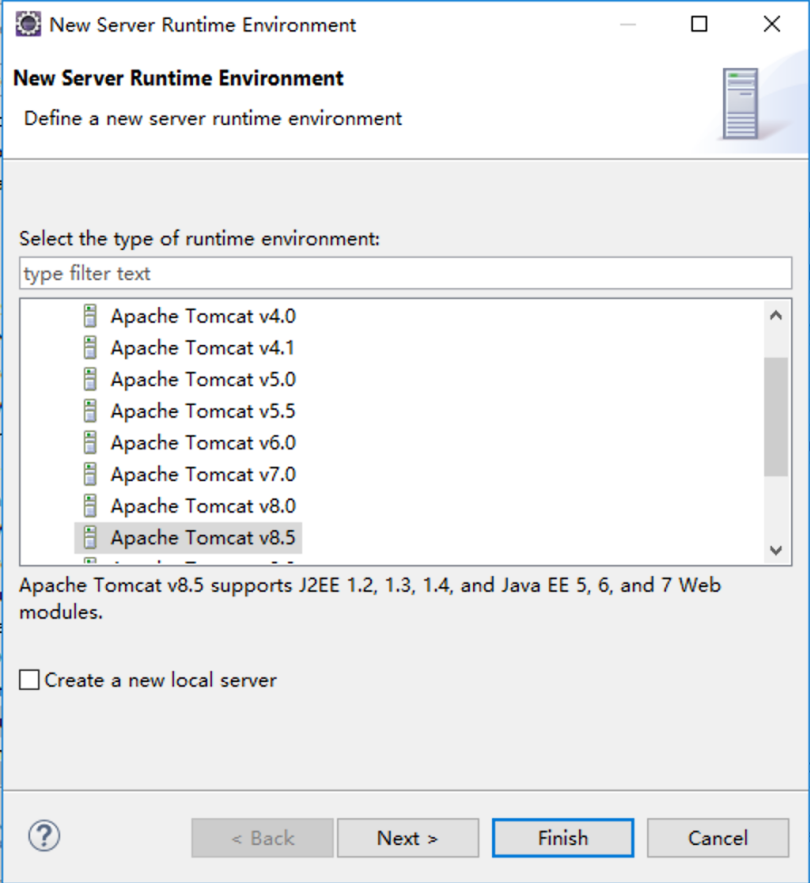 New Server Runtime Environment
New Server Runtime Environment
Define a new server runtime environment
Select the type of runtime environment:
type filter text
Apache Tomcat v4.0
Apache Tomcat v4.1
Apache Tomcat v5.0
Apache Tomcat v5.5
Apache Tomcat v6.0
Apache Tomcat v7.0
Apache Tomcat v8.0
Apache Tomcat v8.5
Apache Tomcat v8.5 supports J2EE 1.2, 1.3, 1.4, and Java EE 5, 6, and 7 Web
modules.
Create a new local server
? < Back Next > Finish Cancel